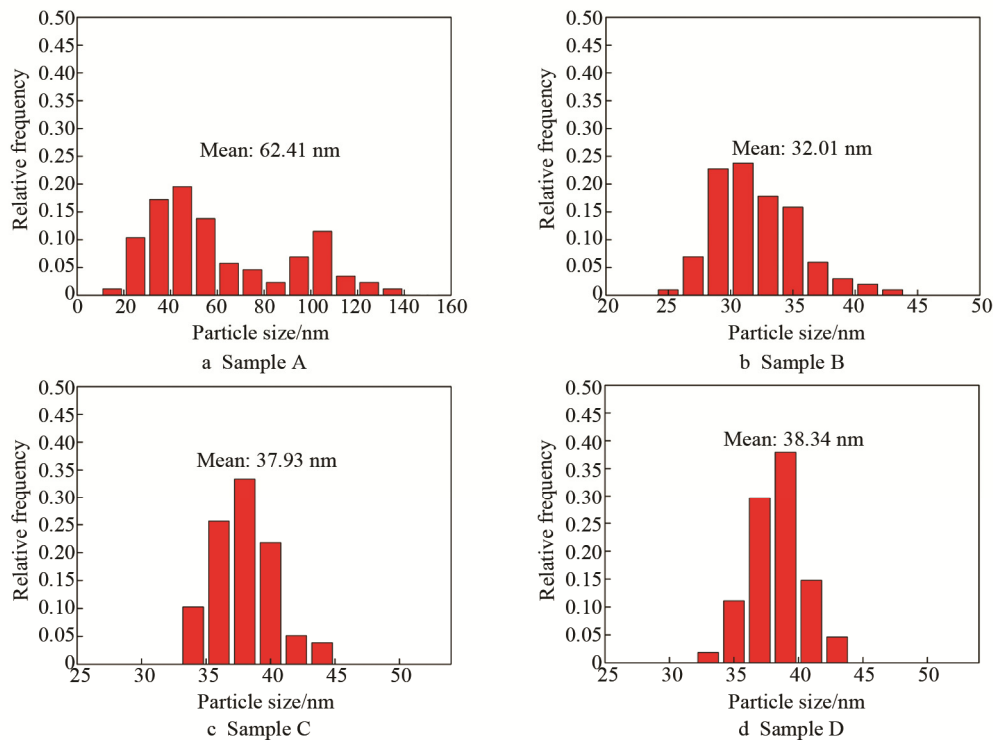 0.50
0.45
0.40
0.35
0.30
0.25
0.20
0.15
0.10
0.05
0
Relative frequency
Mean: 62.41 nm
0 20 40 60 80 100 120 140 160
Particle size/nm
a Sample A
0.50
0.45
0.40
0.35
0.30
0.25
0.20
0.15
0.10
0.05
0
Relative frequency
Mean: 32.01 nm
20 25 30 35 40 45 50
Particle size/nm
b Sample B
0.50
0.45
0.40
0.35
0.30
0.25
0.20
0.15
0.10
0.05
0
Relative frequency
Mean: 37.93 nm
25 30 35 40 45 50
Particle size/nm
c Sample C
0.50
0.45
0.40
0.35
0.30
0.25
0.20
0.15
0.10
0.05
0
Relative frequency
Mean: 38.34 nm
25 30 35 40 45 50
Particle size/nm
d Sample D